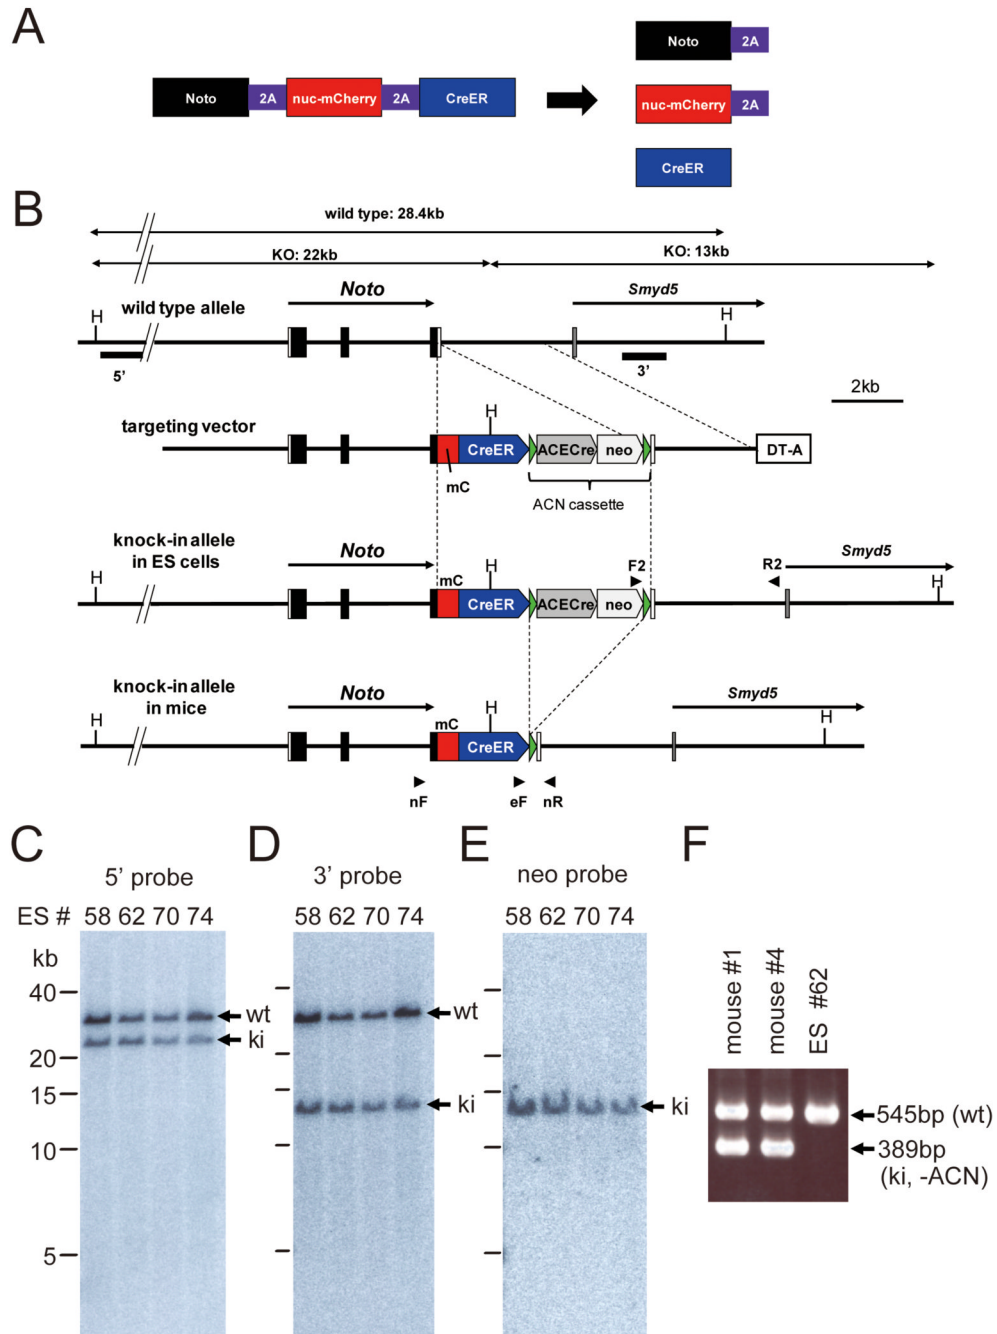 A
Noto 2A nuc-mCherry 2A CreER
Noto 2A
nuc-mCherry 2A
CreER
B
wild type: 28.4kb
KO: 22kb KO: 13kb
Noto Smyd5
wild type allele
H H
5’ 3’
2kb
H
targeting vector
CreER ACECre neo DT-A
mC
ACN cassette
knock-in allele
in ES cells
Noto Smyd5
H mC H F2 R2 H
CreER ACECre neo
knock-in allele
in mice
Noto Smyd5
H mC H H
CreER
nF eF nR
C D E F
5’ probe 3’ probe neo probe
ES # 58 62 70 74 58 62 70 74 58 62 70 74
mouse #1
mouse #4
ES #62
kb
40
wt wt
ki
20
15
ki ki
10
5
545bp (wt)
389bp
(ki, -ACN)